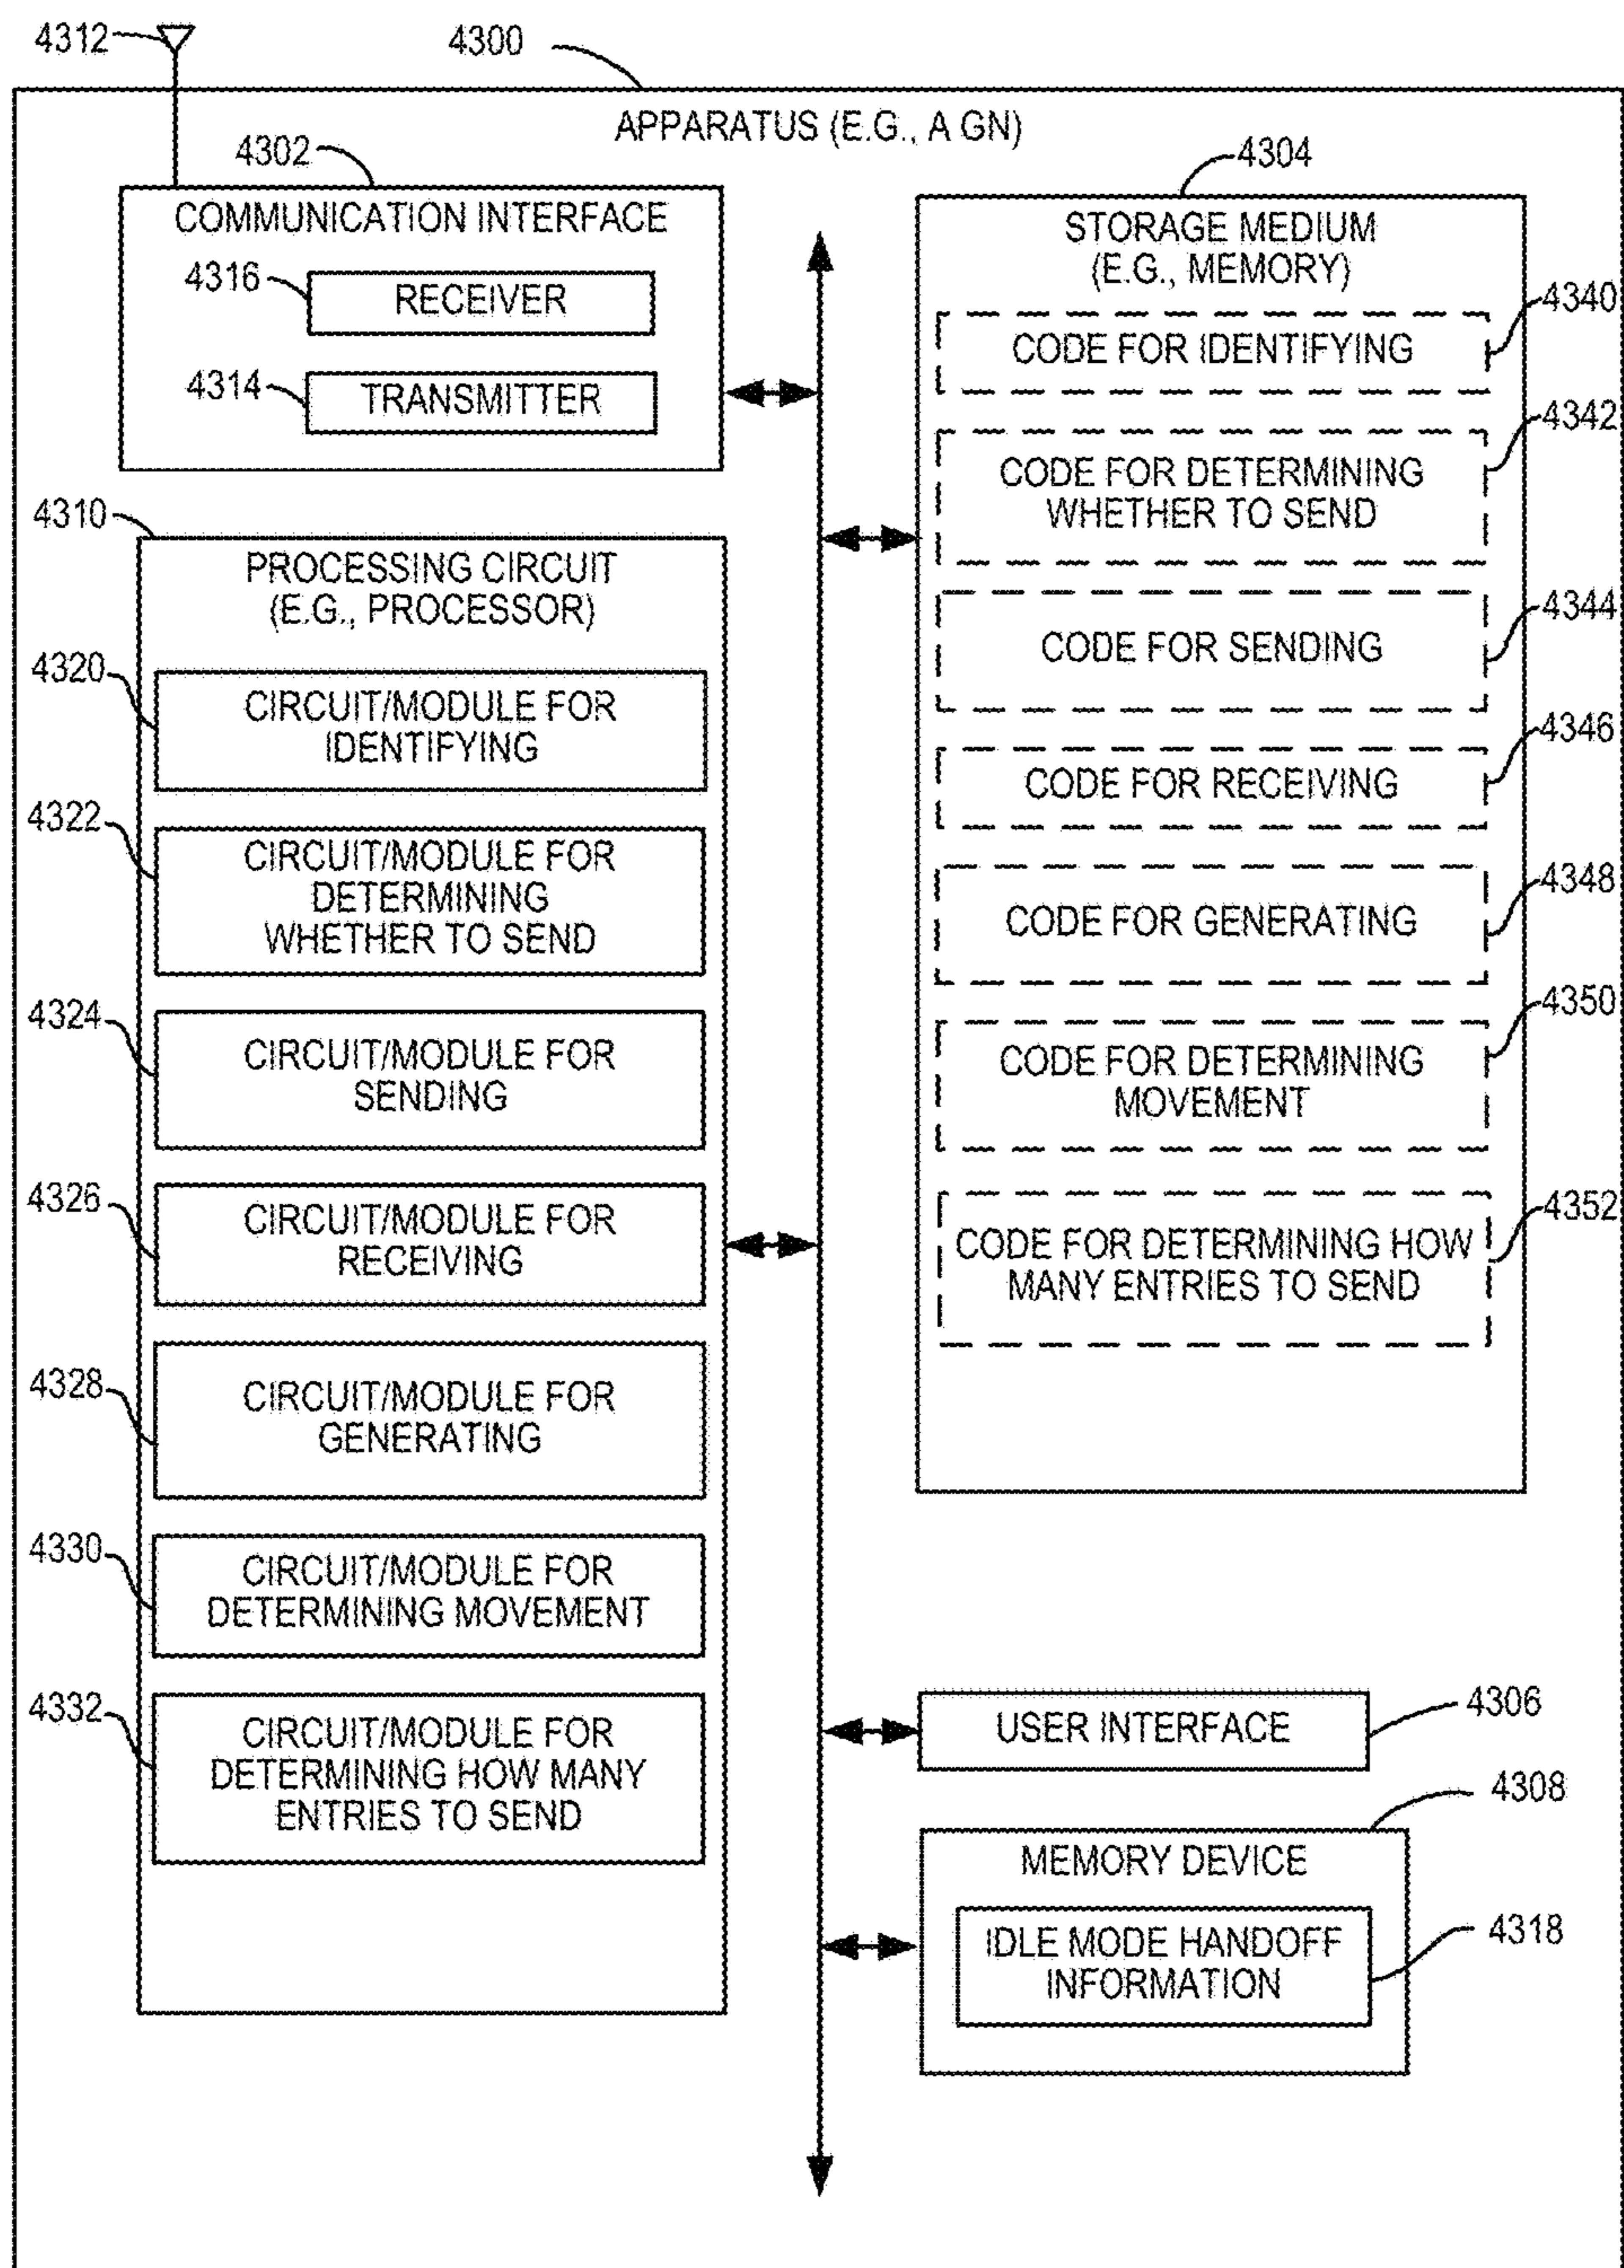 4312
4300
APPARATUS (E.G., A GN)
4302
COMMUNICATION INTERFACE
4316
RECEIVER
4314
TRANSMITTER
4310
PROCESSING CIRCUIT
(E.G., PROCESSOR)
4320
CIRCUIT/MODULE FOR
IDENTIFYING
4322
CIRCUIT/MODULE FOR
DETERMINING
WHETHER TO SEND
4324
CIRCUIT/MODULE FOR
SENDING
4326
CIRCUIT/MODULE FOR
RECEIVING
4328
CIRCUIT/MODULE FOR
GENERATING
4330
CIRCUIT/MODULE FOR
DETERMINING MOVEMENT
4332
CIRCUIT/MODULE FOR
DETERMINING HOW MANY
ENTRIES TO SEND
4304
STORAGE MEDIUM
(E.G., MEMORY)
4340
CODE FOR IDENTIFYING
4342
CODE FOR DETERMINING
WHETHER TO SEND
4344
CODE FOR SENDING
4346
CODE FOR RECEIVING
4348
CODE FOR GENERATING
4350
CODE FOR DETERMINING
MOVEMENT
4352
CODE FOR DETERMINING HOW
MANY ENTRIES TO SEND
4306
USER INTERFACE
4308
MEMORY DEVICE
4318
IDLE MODE HANDOFF
INFORMATION